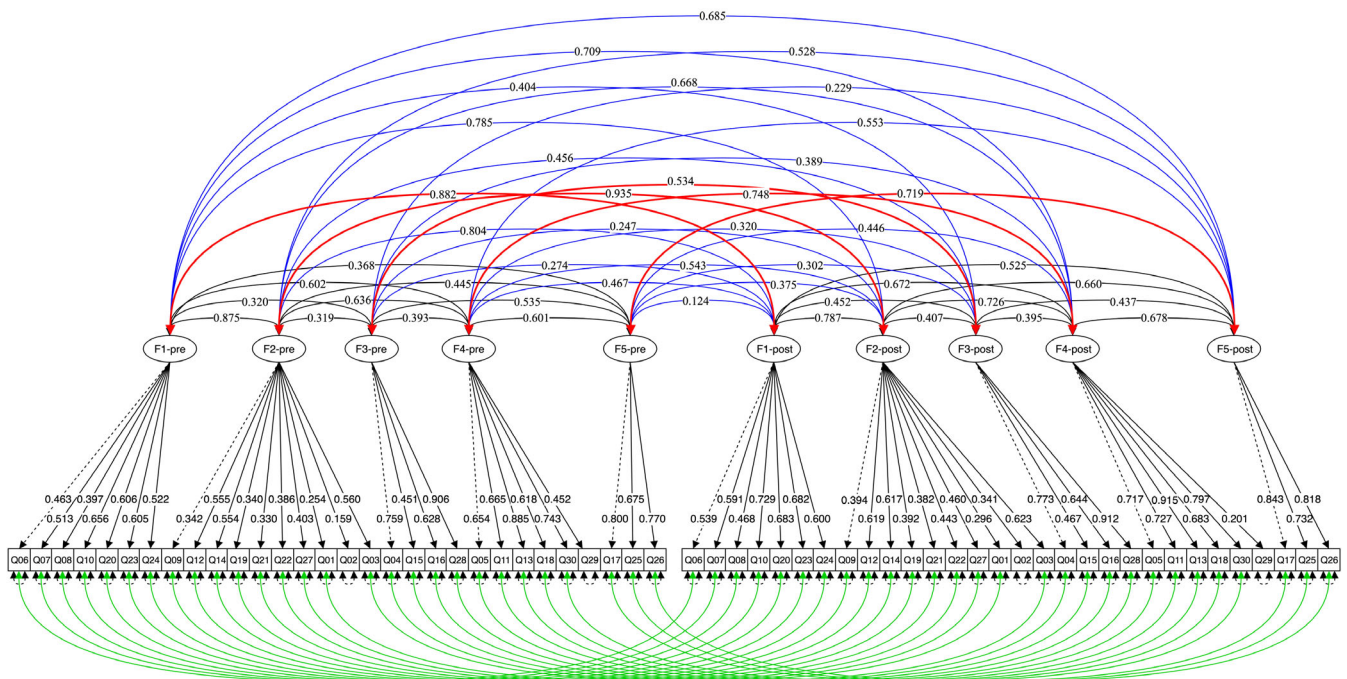 0.685
0.709 0.528
0.404 0.668 0.229
0.785 0.553
0.456 0.389
0.534
0.882 0.935 0.748 0.719
0.804 0.247 0.320 0.446
0.368 0.274 0.543 0.302 0.525
0.602 0.445 0.467 0.375 0.672 0.660
0.320 0.636 0.535 0.124 0.452 0.726 0.437
0.875 0.319 0.393 0.601 0.787 0.407 0.395 0.678
F1-pre F2-pre F3-pre F4-pre F5-pre F1-post F2-post F3-post F4-post F5-post
0.463 0.397 0.606 0.522 0.555 0.340 0.386 0.254 0.560 0.451 0.906 0.665 0.618 0.452 0.675 0.591 0.729 0.682 0.394 0.617 0.382 0.460 0.341 0.773 0.644 0.717 0.915 0.797 0.843 0.818
0.513 0.656 0.605 0.342 0.554 0.330 0.403 0.159 0.759 0.628 0.654 0.885 0.743 0.800 0.770 0.539 0.468 0.683 0.600 0.619 0.392 0.443 0.296 0.623 0.467 0.912 0.727 0.683 0.201 0.732
Q06 Q07 Q08 Q10 Q20 Q23 Q24 Q09 Q12 Q14 Q19 Q21 Q22 Q27 Q01 Q02 Q03 Q04 Q15 Q16 Q28 Q05 Q11 Q13 Q18 Q30 Q29 Q17 Q25 Q26 Q06 Q07 Q08 Q10 Q20 Q23 Q24 Q09 Q12 Q14 Q19 Q21 Q22 Q27 Q01 Q02 Q03 Q04 Q15 Q16 Q28 Q05 Q11 Q13 Q18 Q30 Q29 Q17 Q25 Q26